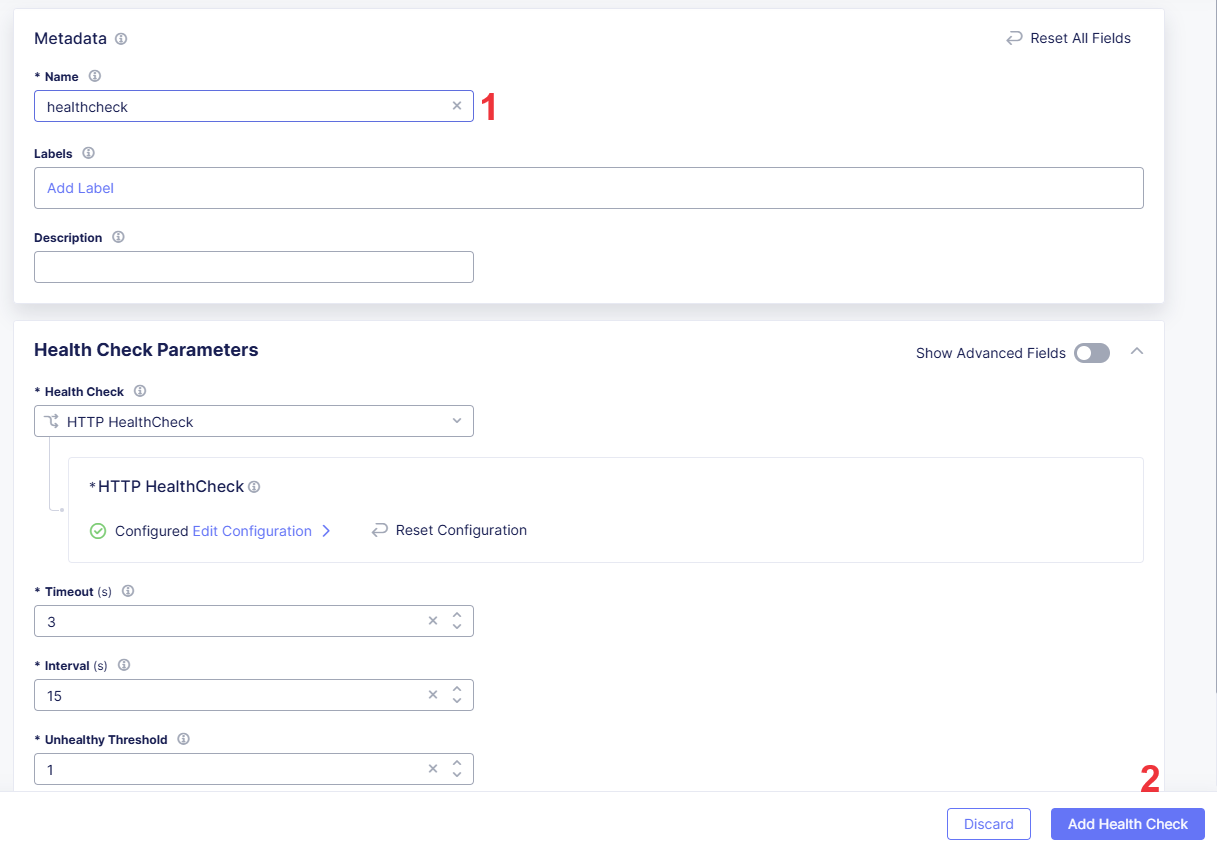 Metadata
Reset All Fields
* Name
healthcheck
1
Labels
Add Label
Description
Health Check Parameters
Show Advanced Fields
* Health Check
HTTP HealthCheck
* HTTP HealthCheck
Configured Edit Configuration
Reset Configuration
* Timeout (s)
3
* Interval (s)
15
* Unhealthy Threshold
1
2
Discard
Add Health Check